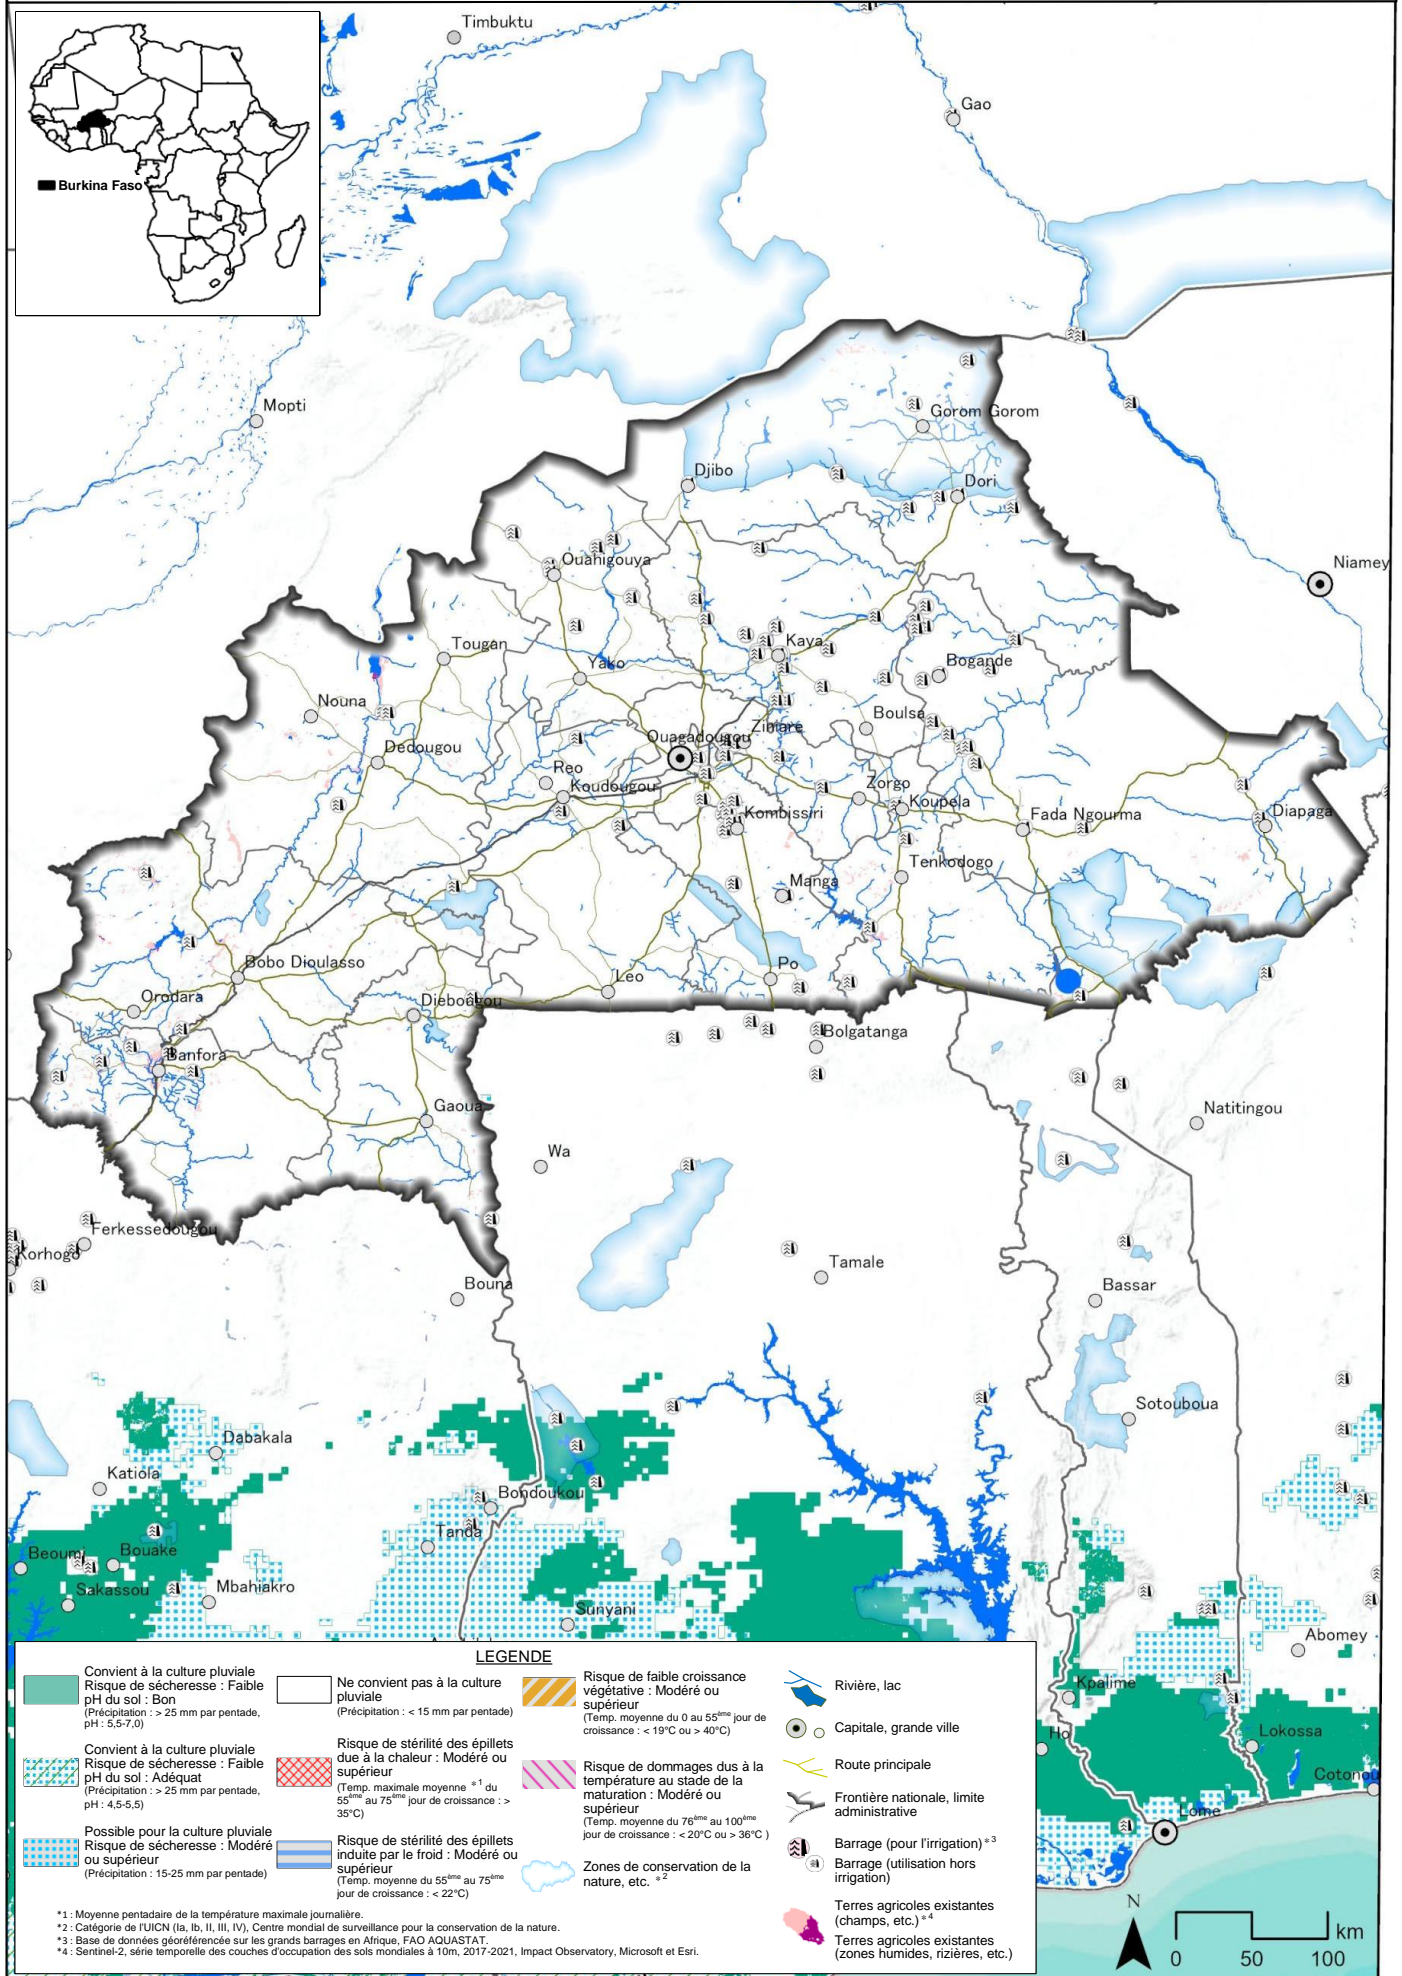 Timbuktu
Gao
Burkina Faso
Mopti
Gorom Gorom
Djibo
Dori
Niamey
Ouahigouya
Tougan
Kaya
Yako
Bogande
Nouna
Boulsa
Ziniare
Ouagadougou
Dedougou
Reo
Koudougou
Zorgo
Koupela
Kombissiri
Fada Ngourma
Diapaga
Tenkodogo
Manga
Bobo Dioulasso
Po
Leo
Orodara
Diebougou
Bolgatanga
Banfora
Gaoua
Natitingou
Wa
Ferkessedougou
Korhogo
Tamale
Bouna
Bassar
Sotouboua
Dabakala
Katiola
Bondoukou
Tanda
Beoumi
Bouake
Sakassou
Mbahiakro
Sunyani
Abomey
Kpalime
Ho
Lokossa
Cotonou
Lome
LEGENDE
Convient à la culture pluviale
Risque de sécheresse : Faible
pH du sol : Bon
(Précipitation : > 25 mm par pentade,
pH : 5,5-7,0)
Convient à la culture pluviale
Risque de sécheresse : Faible
pH du sol : Adéquat
(Précipitation : > 25 mm par pentade,
pH : 4,5-5,5)
Possible pour la culture pluviale
Risque de sécheresse : Modéré
ou supérieur
(Précipitation : 15-25 mm par pentade)
Ne convient pas à la culture
pluviale
(Précipitation : < 15 mm par pentade)
Risque de stérilité des épillets
due à la chaleur : Modéré ou
supérieur
(Temp. maximale moyenne *1 du
55ème au 75ème jour de croissance : >
35°C)
Risque de stérilité des épillets
induite par le froid : Modéré ou
supérieur
(Temp. moyenne du 55ème au 75ème
jour de croissance : < 22°C)
Risque de faible croissance
végétative : Modéré ou
supérieur
(Temp. moyenne du 0 au 55ème jour de
croissance : < 19°C ou > 40°C)
Risque de dommages dus à la
température au stade de la
maturation : Modéré ou
supérieur
(Temp. moyenne du 76ème au 100ème
jour de croissance : < 20°C ou > 36°C )
Zones de conservation de la
nature, etc. *2
Rivière, lac
Capitale, grande ville
Route principale
Frontière nationale, limite
administrative
Barrage (pour l'irrigation) *3
Barrage (utilisation hors
irrigation)
Terres agricoles existantes
(champs, etc.) *4
Terres agricoles existantes
(zones humides, rizières, etc.)
*1 : Moyenne pentadaire de la température maximale journalière.
*2 : Catégorie de l'UICN (Ia, Ib, II, III, IV), Centre mondial de surveillance pour la conservation de la nature.
*3 : Base de données géoréférencée sur les grands barrages en Afrique, FAO AQUASTAT.
*4 : Sentinel-2, série temporelle des couches d'occupation des sols mondiales à 10m, 2017-2021, Impact Observatory, Microsoft et Esri.
N
km
0 50 100